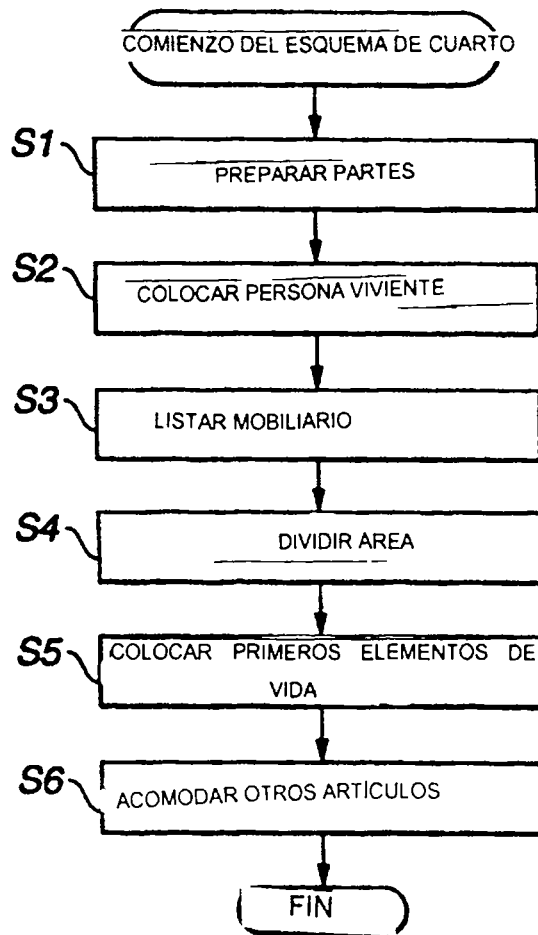 COMIENZO DEL ESQUEMA DE CUARTO
S1
PREPARAR PARTES
S2
COLOCAR PERSONA VIVIENTE
S3
LISTAR MOBILIARIO
S4
DIVIDIR AREA
S5
COLOCAR PRIMEROS ELEMENTOS DE
VIDA
S6
ACOMODAR OTROS ARTÍCULOS
FIN